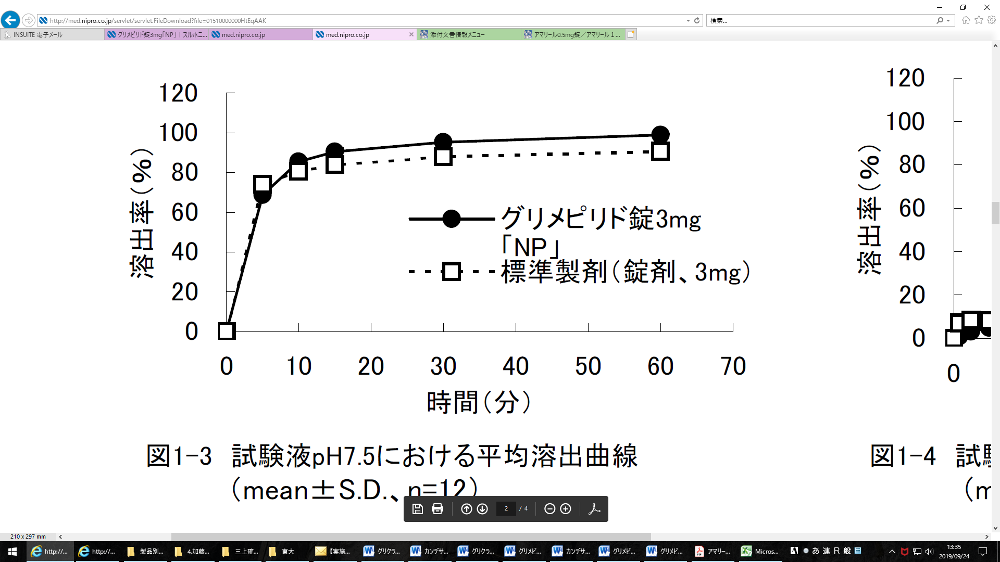 http://med.nipro.co.jp/servlet/servlet.FileDownload?file=01510000000HtEqAAK
検索...
INSUITE 電子メール
グリメピリド錠3mg「NP」｜スルホニ...
med.nipro.co.jp
med.nipro.co.jp
添付文書情報メニュー
アマリール0.5mg錠／アマリール１...
120
100
80
60
40
20
0
溶出率(%)
グリメピリド錠3mg
「NP」
標準製剤(錠剤、3mg)
0 10 20 30 40 50 60 70
時間(分)
図1-3 試験液pH7.5における平均溶出曲線
(mean±S.D.、n=12)
120
100
80
60
40
20
0
溶出率(%)
0
図1-4 試験
(m
2 / 4
210 x 297 mm
http://...
http://...
製品別...
4.加藤...
三上確...
東大
【実施...
グリクラ...
カンデサ...
グリクラ...
グリメピ...
カンデサ...
グリメピ...
グリメピ...
アマリー...
Micros...
あ 連 R 般
13:35
2019/09/24